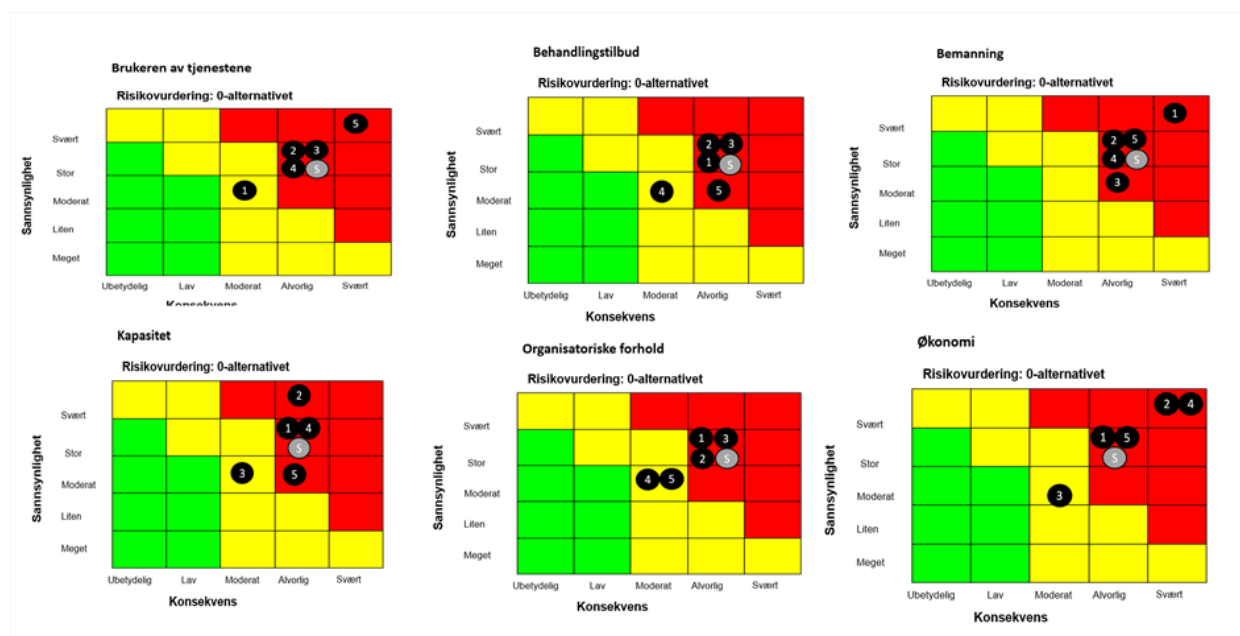 Brukeren av tjenestene
Risikovurdering: 0-alternativet
5
2 3
4 S
1
Svært
Stor
Moderat
Liten
Meget
Sannsynlighet
Ubetydelig Lav Moderat Alvorlig Svært
Konsekvens
Behandlingstilbud
Risikovurdering: 0-alternativet
2 3
1 S
4 5
Svært
Stor
Moderat
Liten
Meget
Sannsynlighet
Ubetydelig Lav Moderat Alvorlig Svært
Konsekvens
Bemanning
Risikovurdering: 0-alternativet
1
2 5
4 S
3
Svært
Stor
Moderat
Liten
Meget
Sannsynlighet
Ubetydelig Lav Moderat Alvorlig Svært
Konsekvens
Kapasitet
Risikovurdering: 0-alternativet
2
1 4
S
3 5
Svært
Stor
Moderat
Liten
Meget
Sannsynlighet
Ubetydelig Lav Moderat Alvorlig Svært
Konsekvens
Organisatoriske forhold
Risikovurdering: 0-alternativet
1 3
2 S
4 5
Svært
Stor
Moderat
Liten
Meget
Sannsynlighet
Ubetydelig Lav Moderat Alvorlig Svært
Konsekvens
Økonomi
Risikovurdering: 0-alternativet
2 4
1 5
S
3
Svært
Stor
Moderat
Liten
Meget
Sannsynlighet
Ubetydelig Lav Moderat Alvorlig Svært
Konsekvens